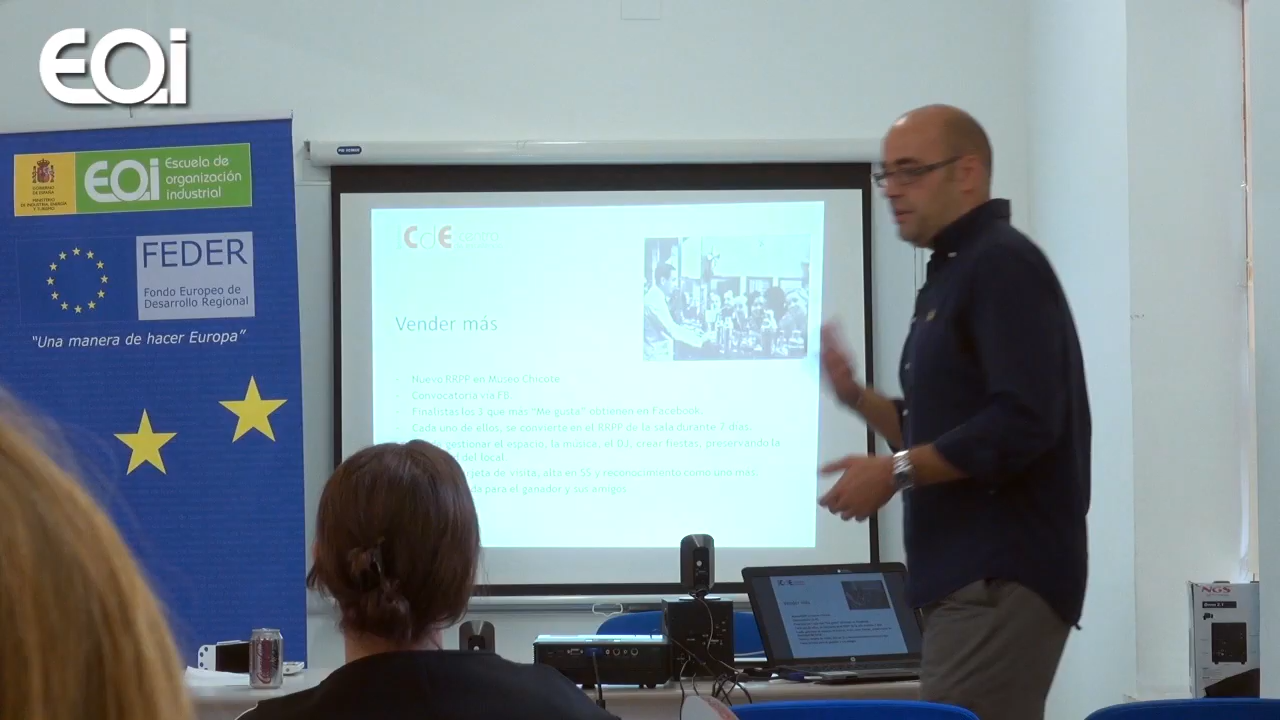 EOi
GOBIERNO DE ESPAÑA
MINISTERIO DE INDUSTRIA, ENERGÍA Y TURISMO
EOi
Escuela de
organización
industrial
FEDER
Fondo Europeo de
Desarrollo Regional
“Una manera de hacer Europa”
CdE centro
Vender más
- Nuevo RRPP en Museo Chicote
- Convocatoria vía FB.
- Finalistas los 3 que más “Me gusta” obtienen en Facebook.
- Cada uno de ellos, se convierte en el RRPP de la sala durante 7 días.
gestionar el espacio, la música, el DJ, crear fiestas, preservando la
del local
de visita, alta en SS y reconocimiento como uno más.
para el ganador y sus amigos
Vender más
NGS